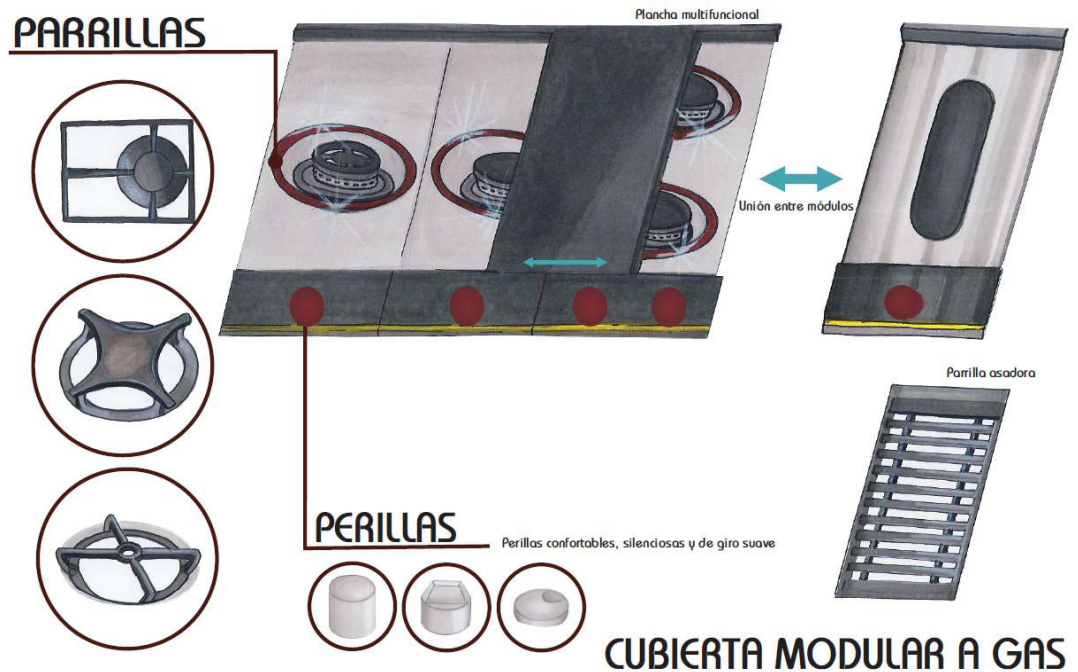 PARRILLAS
Plancha multifuncional
Unión entre módulos
Parrilla asadora
PERILLAS
Perillas confortables, silenciosas y de giro suave
CUBIERTA MODULAR A GAS